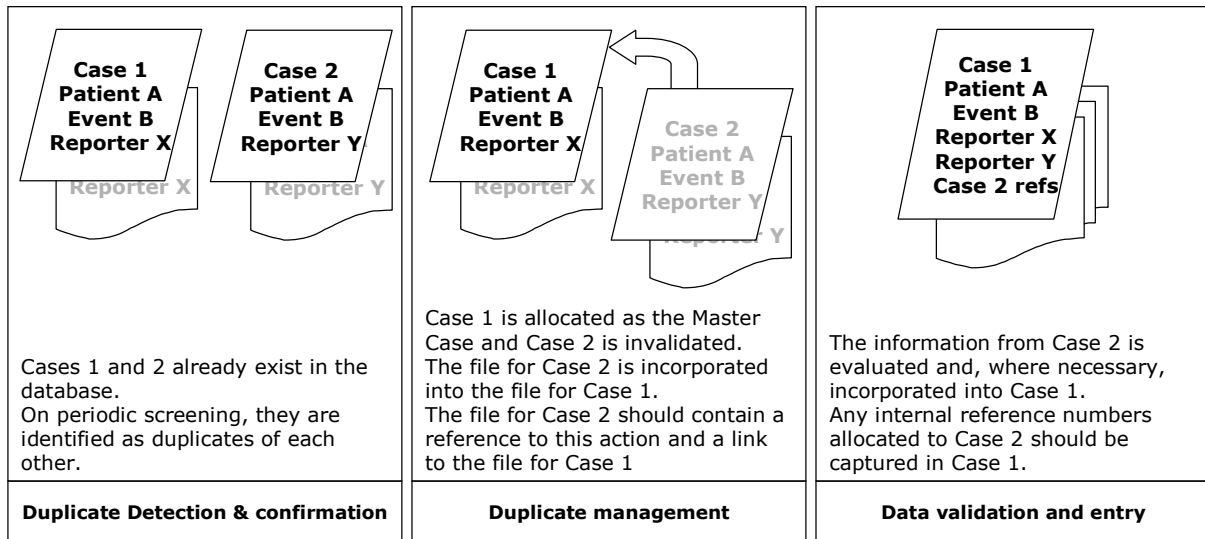 Case 1
Patient A
Event B
Reporter X
Reporter X
Case 2
Patient A
Event B
Reporter Y
Reporter Y
Cases 1 and 2 already exist in the
database.
On periodic screening, they are
identified as duplicates of each
other.
Duplicate Detection & confirmation
Case 1
Patient A
Event B
Reporter X
Reporter X
Case 2
Patient A
Event B
Reporter Y
Reporter Y
Case 1 is allocated as the Master
Case and Case 2 is invalidated.
The file for Case 2 is incorporated
into the file for Case 1.
The file for Case 2 should contain a
reference to this action and a link
to the file for Case 1
Duplicate management
Case 1
Patient A
Event B
Reporter X
Reporter Y
Case 2 refs
The information from Case 2 is
evaluated and, where necessary,
incorporated into Case 1.
Any internal reference numbers
allocated to Case 2 should be
captured in Case 1.
Data validation and entry